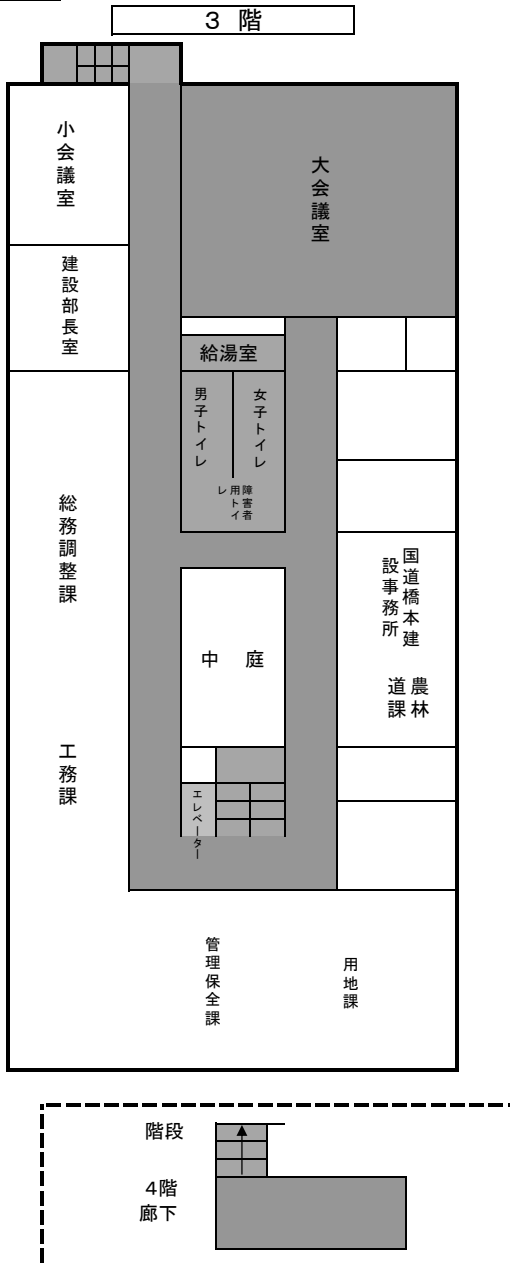 3 階
小会議室
大会議室
建設部長室
給湯室
男子トイレ
女子トイレ
障害者
用トイ
レ
総務調整課
国道橋本建
設事務所
中 庭
農林
道課
工務課
エレベーター
管理保全課
用地課
階段
4階
廊下